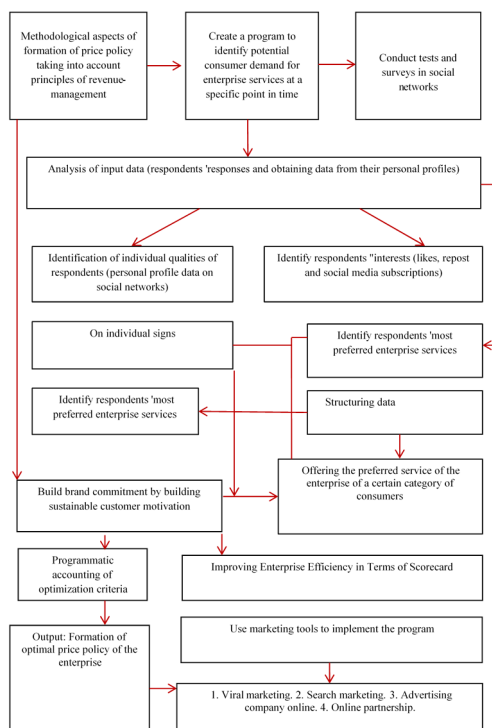 Methodological aspects of
formation of price policy
taking into account
principles of revenue-
management
Create a program to
identify potential
consumer demand for
enterprise services at a
specific point in time
Conduct tests and
surveys in social
networks
Analysis of input data (respondents 'responses and obtaining data from their personal profiles)
Identification of individual qualities of
respondents (personal profile data on
social networks)
Identify respondents "interests (likes, repost
and social media subscriptions)
On individual signs
Identify respondents 'most
preferred enterprise services
Identify respondents 'most
preferred enterprise services
Structuring data
Offering the preferred service of the
enterprise of a certain category of
consumers
Build brand commitment by building
sustainable customer motivation
Programmatic
accounting of
optimization criteria
Improving Enterprise Efficiency in Terms of Scorecard
Output: Formation of
optimal price policy of the
enterprise
Use marketing tools to implement the program
1. Viral marketing. 2. Search marketing. 3. Advertising
company online. 4. Online partnership.